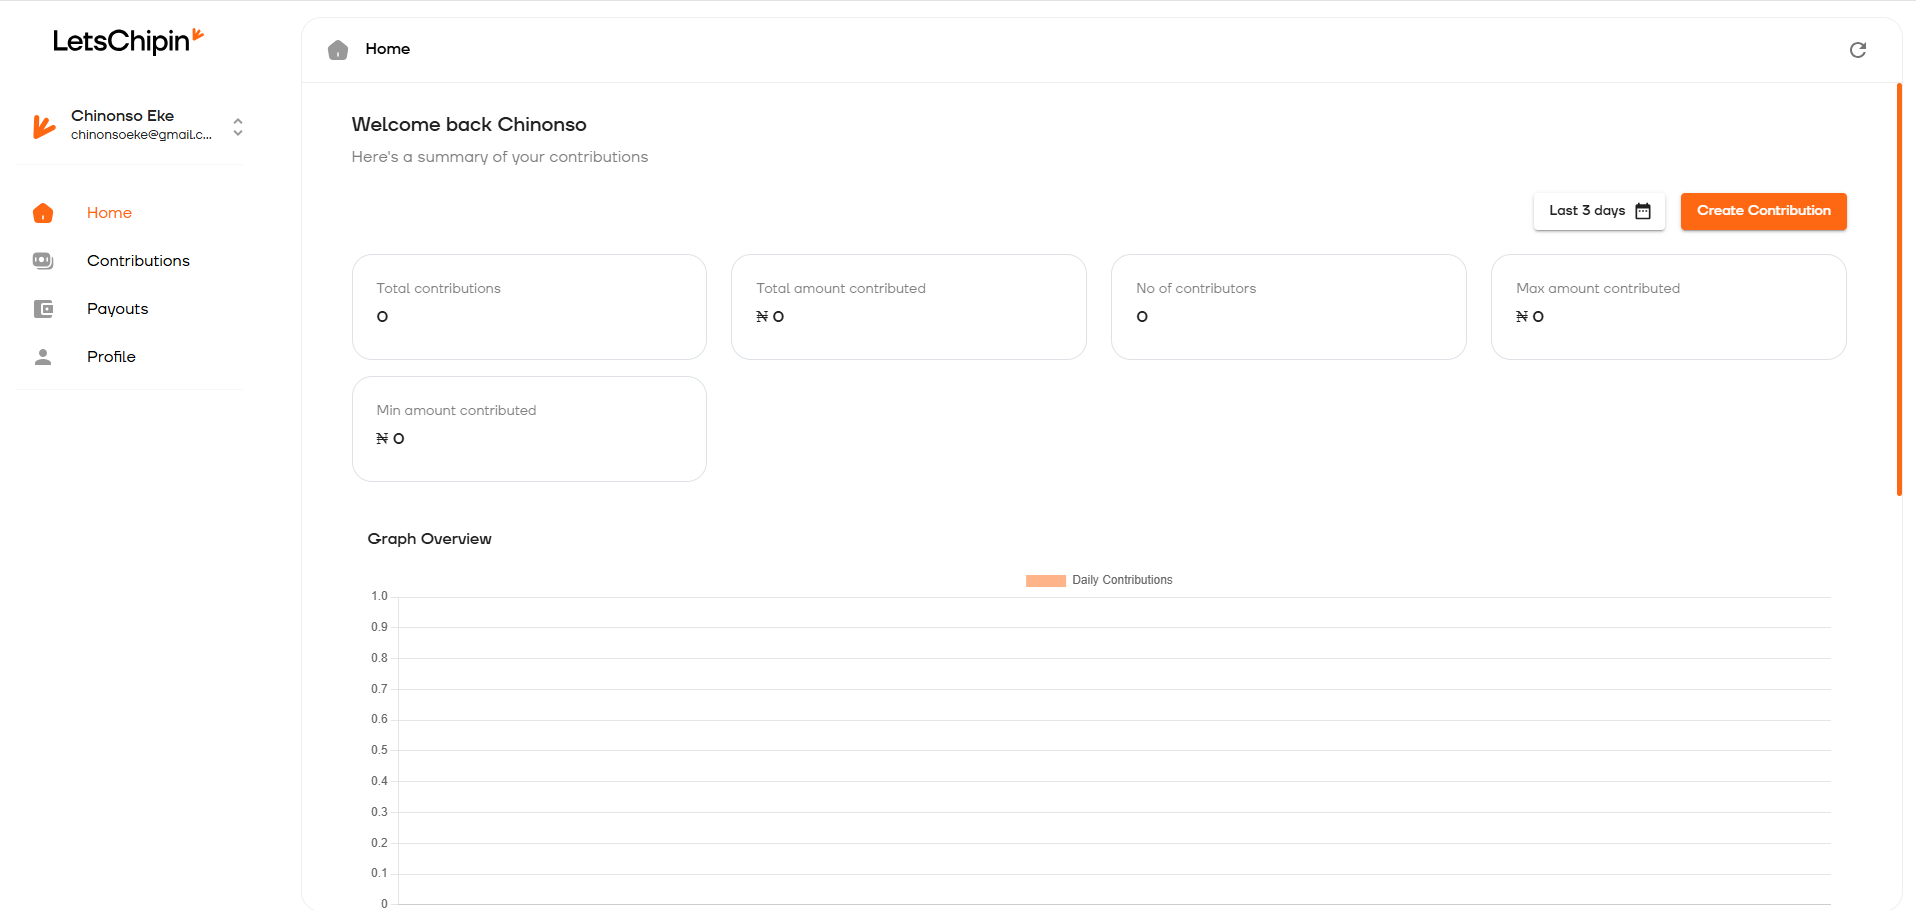 LetsChipin
Chinonso Eke
chinonsoeke@gmail.c...
Home
Contributions
Payouts
Profile
Home
Welcome back Chinonso
Here's a summary of your contributions
Last 3 days
Create Contribution
Total contributions
0
Total amount contributed
₦ 0
No of contributors
0
Max amount contributed
₦ 0
Min amount contributed
₦ 0
Graph Overview
Daily Contributions
1.0
0.9
0.8
0.7
0.6
0.5
0.4
0.3
0.2
0.1
0